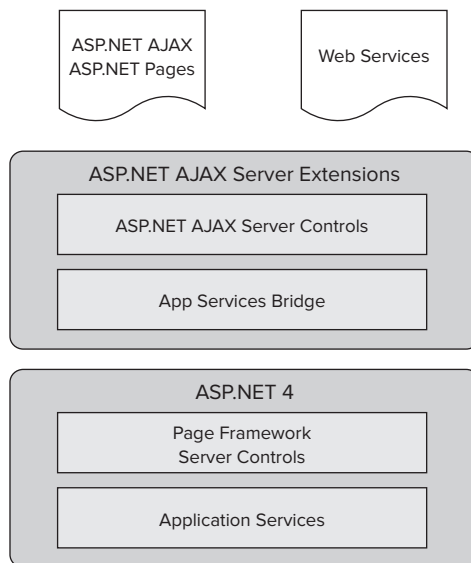 ASP.NET AJAX
ASP.NET Pages
Web Services
ASP.NET AJAX Server Extensions
ASP.NET AJAX Server Controls
App Services Bridge
ASP.NET 4
Page Framework
Server Controls
Application Services